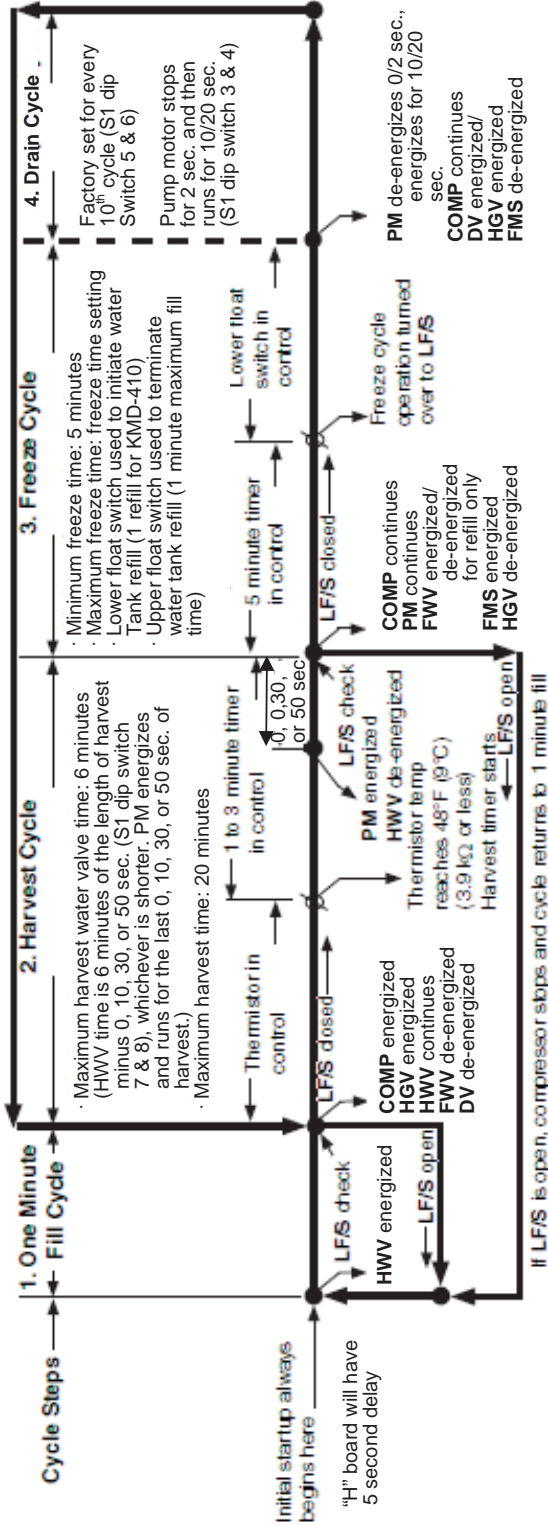 Cycle Steps
1. One Minute
Fill Cycle
2. Harvest Cycle
3. Freeze Cycle
4. Drain Cycle
· Maximum harvest water valve time: 6 minutes
(HWV time is 6 minutes of the length of harvest
minus 0, 10, 30, or 50 sec. (S1 dip switch
7 & 8), whichever is shorter. PM energizes
and runs for the last 0, 10, 30, or 50 sec. of
harvest.)
· Maximum harvest time: 20 minutes
· Minimum freeze time: 5 minutes
· Maximum freeze time: freeze time setting
· Lower float switch used to initiate water
Tank refill (1 refill for KMD-410)
· Upper float switch used to terminate
water tank refill (1 minute maximum fill
time)
Factory set for every
10th cycle (S1 dip
Switch 5 & 6)
Pump motor stops
for 2 sec. and then
runs for 10/20 sec.
(S1 dip switch 3 & 4)
Thermistor in
control
1 to 3 minute timer
in control
0, 0,30,
or 50 sec
5 minute timer
in control
Lower float
switch in
control
Initial startup always
begins here
"H" board will have
5 second delay
LF/S check
HWV energized
LF/S open
LF/S closed
COMP energized
HGV energized
HWV continues
FWV de-energized
DV de-energized
Thermistor temp
reaches 48°F (9°C)
(3.9 kΩ or less)
Harvest timer starts
PM energized
HWV de-energized
LF/S check
LF/S open
LF/S closed
COMP continues
PM continues
FWV energized/
de-energized
for refill only
FMS energized
HGV de-energized
Freeze cycle
operation turned
over to LF/S
PM de-energizes 0/2 sec.,
energizes for 10/20
sec.
COMP continues
DV energized/
HGV energized
FMS de-energized
If LF/S is open, compressor stops and cycle returns to 1 minute fill